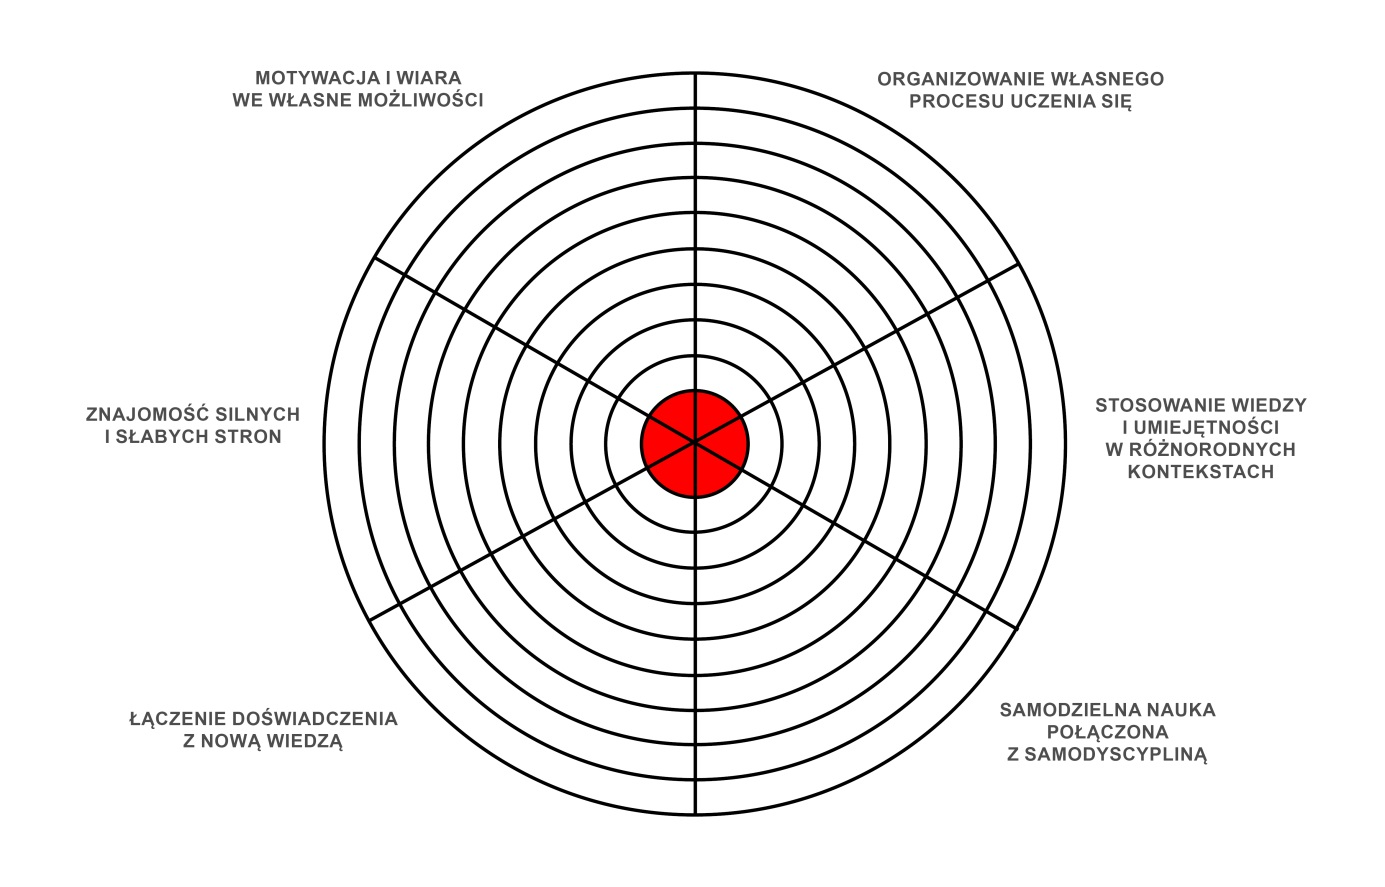 MOTYWACJA I WIARA
WE WŁASNE MOŻLIWOŚCI
ORGANIZOWANIE WŁASNEGO
PROCESU UCZENIA SIĘ
ZNAJOMOŚĆ SILNYCH
I SŁABYCH STRON
STOSOWANIE WIEDZY
I UMIEJĘTNOŚCI
W RÓŻNORODNYCH
KONTEKSTACH
ŁĄCZENIE DOŚWIADCZENIA
Z NOWĄ WIEDZĄ
SAMODZIELNA NAUKA
POŁĄCZONA
Z SAMODYSCYPLINĄ